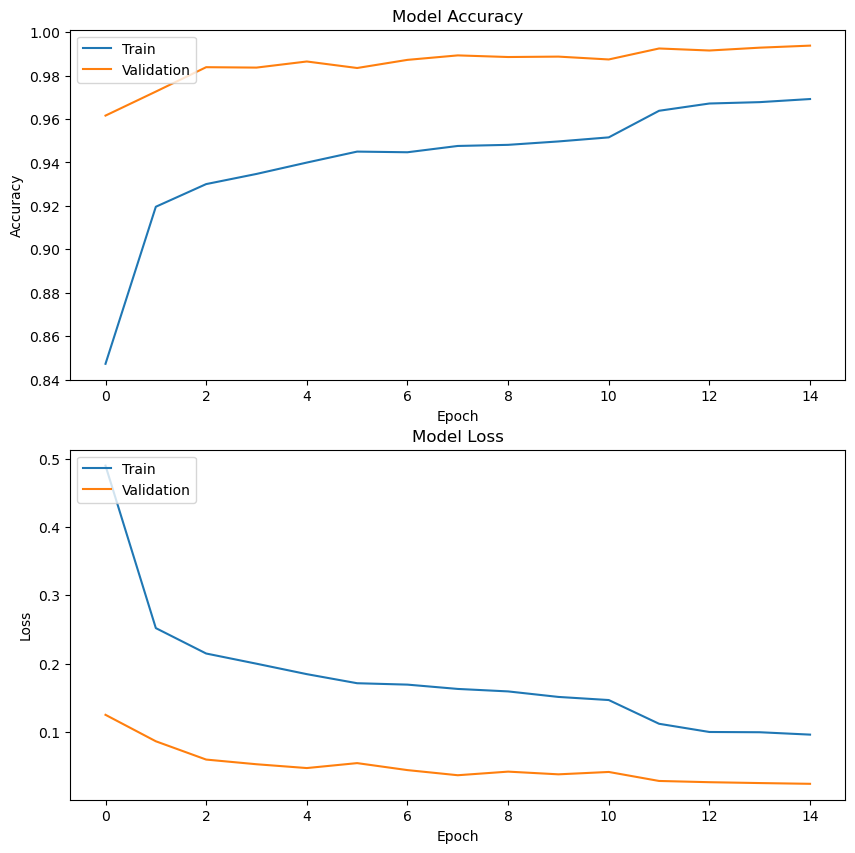 Model Accuracy
Train
Validation
1.00
0.98
0.96
0.94
0.92
0.90
0.88
0.86
0.84
Accuracy
0 2 4 6 8 10 12 14
Epoch
Model Loss
Train
Validation
0.5
0.4
0.3
0.2
0.1
Loss
0 2 4 6 8 10 12 14
Epoch